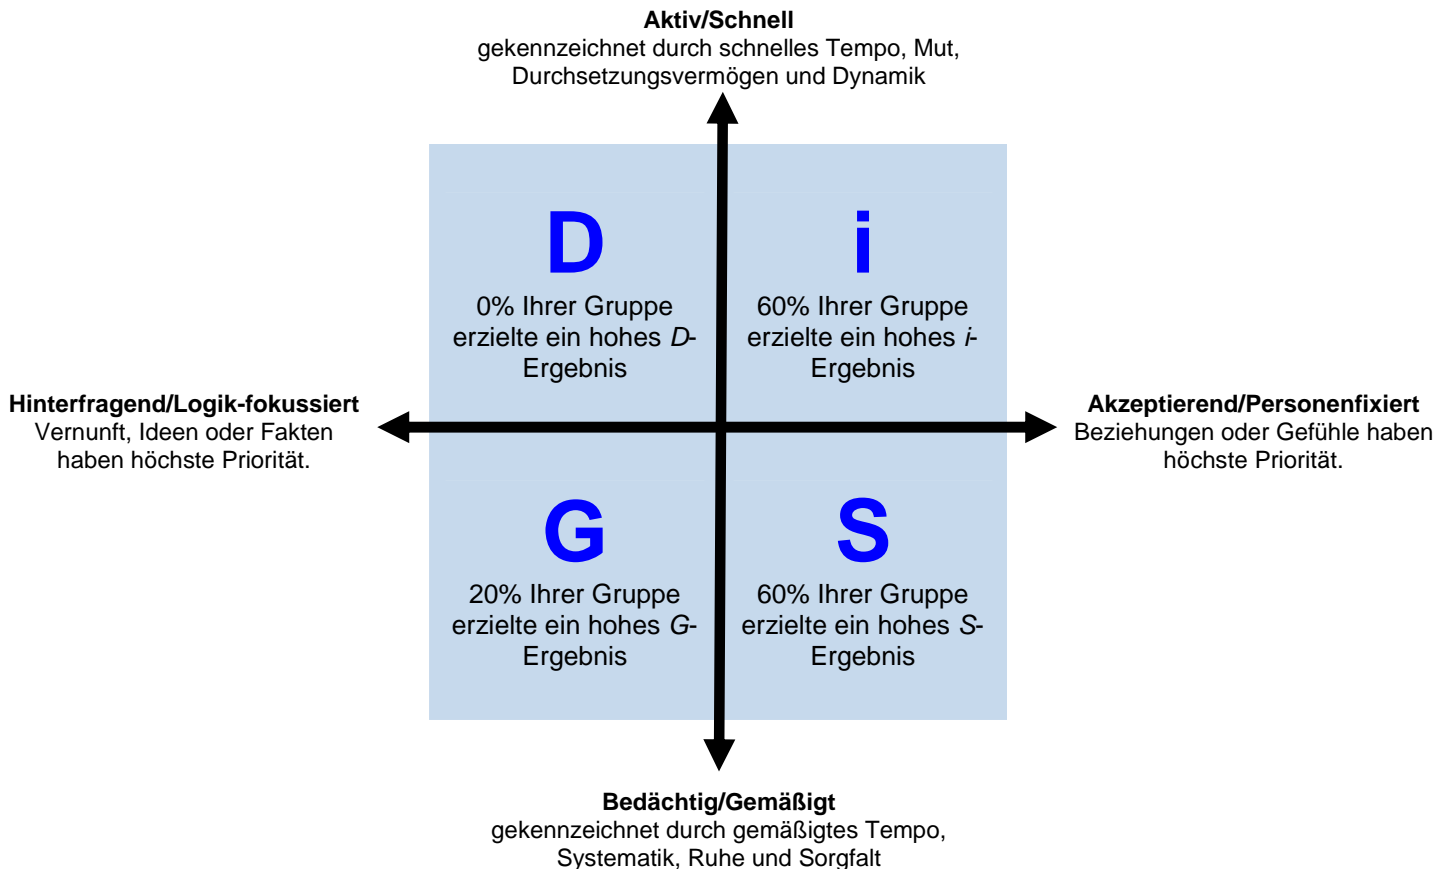 Aktiv/Schnell
gekennzeichnet durch schnelles Tempo, Mut,
Durchsetzungsvermögen und Dynamik
D
0% Ihrer Gruppe
erzielte ein hohes D-
Ergebnis
i
60% Ihrer Gruppe
erzielte ein hohes i-
Ergebnis
Hinterfragend/Logik-fokussiert
Vernunft, Ideen oder Fakten
haben höchste Priorität.
Akzeptierend/Personenfixiert
Beziehungen oder Gefühle haben
höchste Priorität.
G
20% Ihrer Gruppe
erzielte ein hohes G-
Ergebnis
S
60% Ihrer Gruppe
erzielte ein hohes S-
Ergebnis
Bedächtig/Gemäßigt
gekennzeichnet durch gemäßigtes Tempo,
Systematik, Ruhe und Sorgfalt